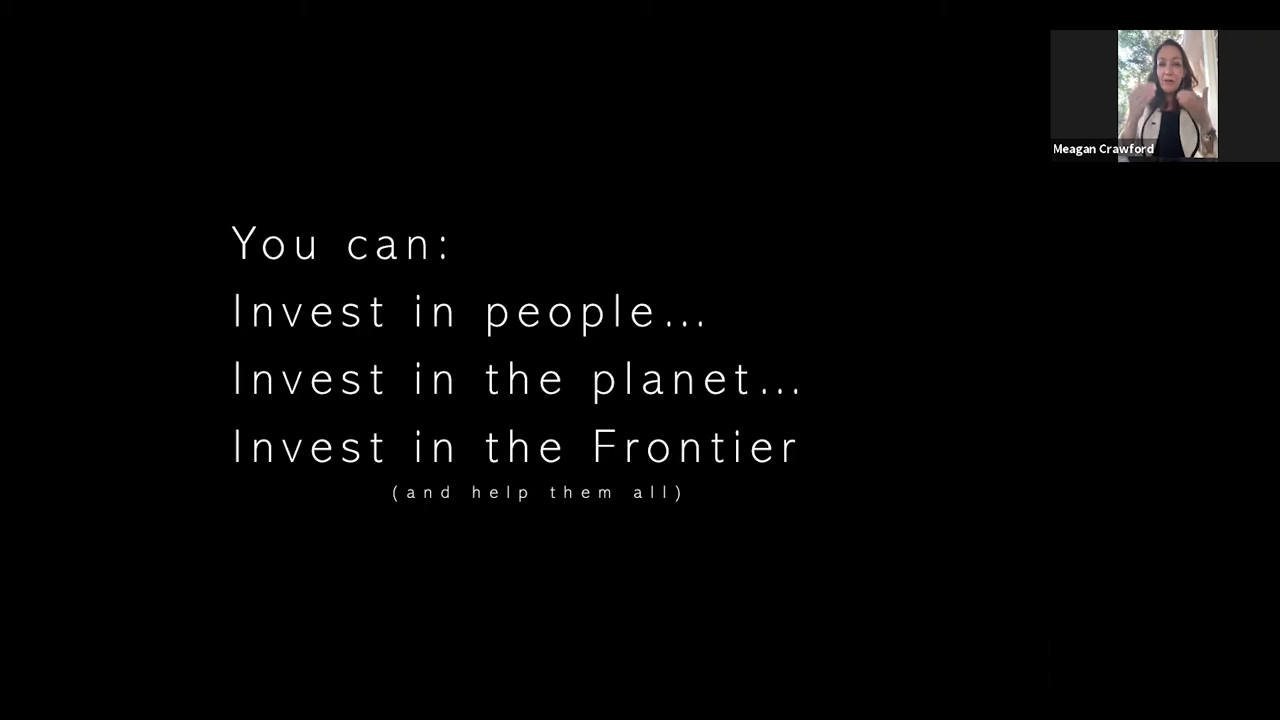 Meagan Crawford
You can:
Invest in people...
Invest in the planet...
Invest in the Frontier
(and help them all)